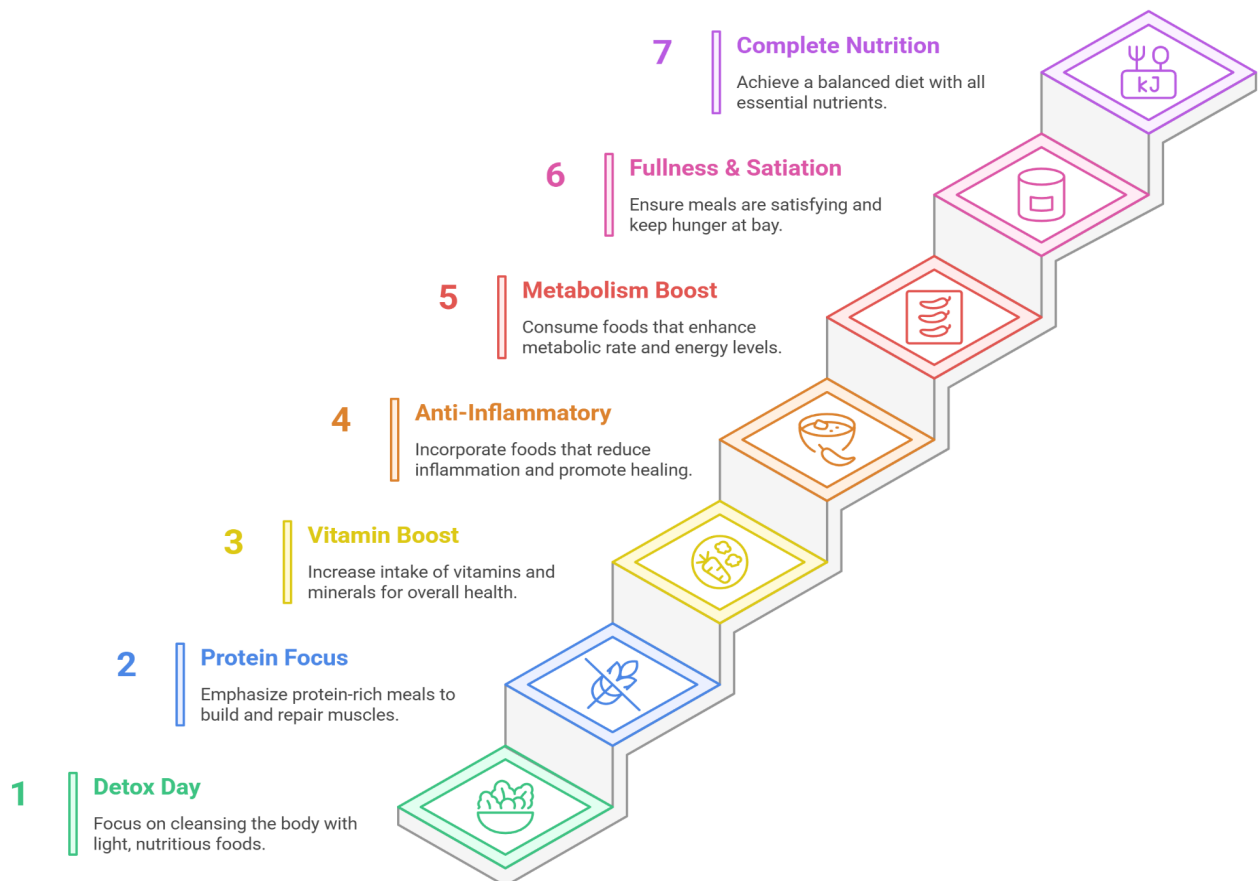 7
Complete Nutrition
Achieve a balanced diet with all
essential nutrients.
kJ
6
Fullness & Satiation
Ensure meals are satisfying and
keep hunger at bay.
5
Metabolism Boost
Consume foods that enhance
metabolic rate and energy levels.
4
Anti-Inflammatory
Incorporate foods that reduce
inflammation and promote healing.
3
Vitamin Boost
Increase intake of vitamins and
minerals for overall health.
2
Protein Focus
Emphasize protein-rich meals to
build and repair muscles.
1
Detox Day
Focus on cleansing the body with
light, nutritious foods.